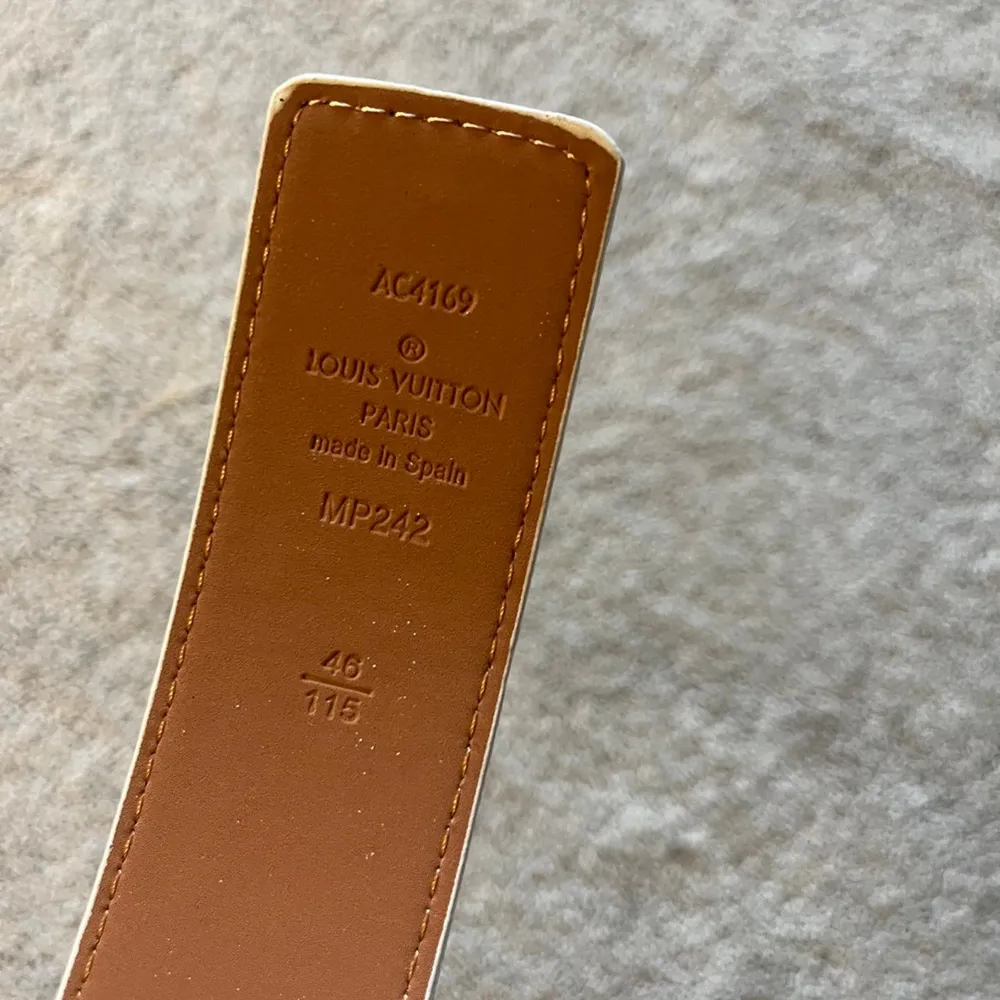 AC4169
®
LOUIS VUITTON
PARIS
made in Spain
MP242
46
115